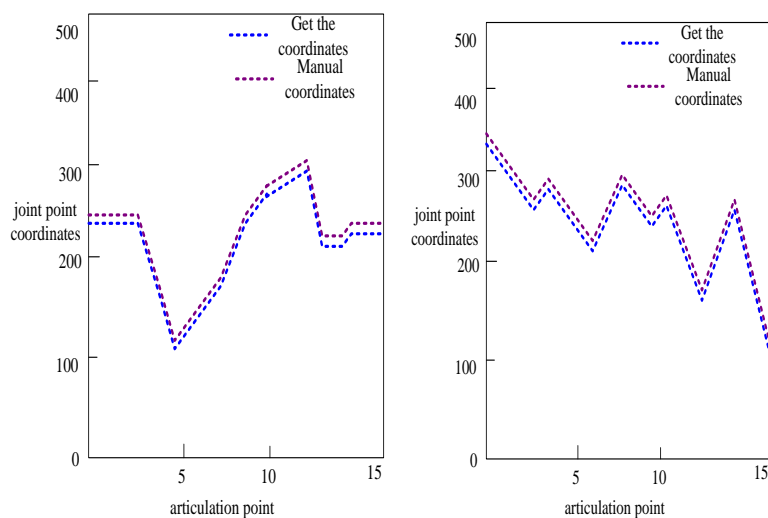 500
400
300
200
100
0
joint point
coordinates
Get the
coordinates
Manual
coordinates
5
10
15
articulation point
500
400
300
200
100
0
joint point
coordinates
Get the
coordinates
Manual
coordinates
5
10
15
articulation point